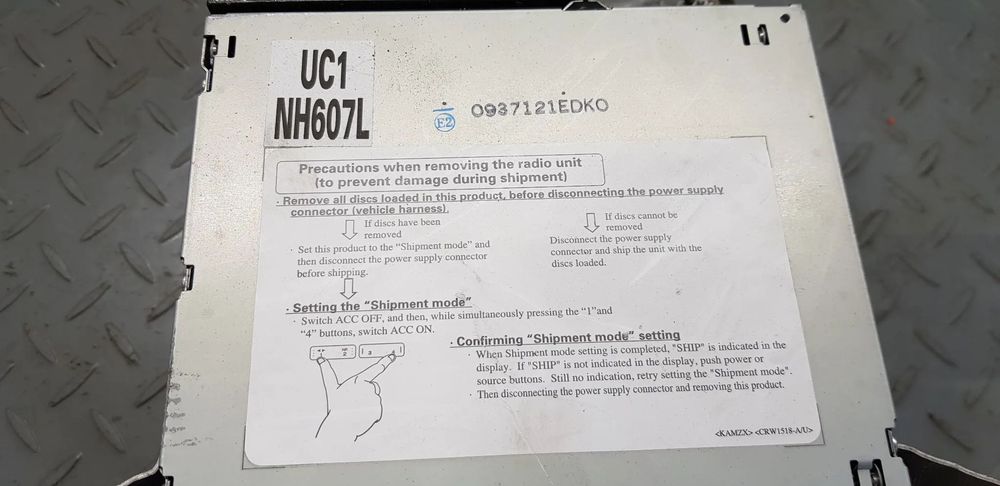 UC1
NH607L
E2
0937121EDKO
Precautions when removing the radio unit
(to prevent damage during shipment)
· Remove all discs loaded in this product, before disconnecting the power supply
connector (vehicle harness).
If discs have been
removed
· Set this product to the “Shipment mode” and
then disconnect the power supply connector
before shipping.
If discs cannot be
removed
Disconnect the power supply
connector and ship the unit with the
discs loaded.
· Setting the “Shipment mode”
· Switch ACC OFF, and then, while simultaneously pressing the “1”and
“4” buttons, switch ACC ON.
2
3
· Confirming “Shipment mode” setting
· When Shipment mode setting is completed, "SHIP" is indicated in the
display. If "SHIP" is not indicated in the display, push power or
source buttons. Still no indication, retry setting the "Shipment mode".
· Then disconnecting the power supply connector and removing this product.
<KAMZX> <CRW1518-A/U>